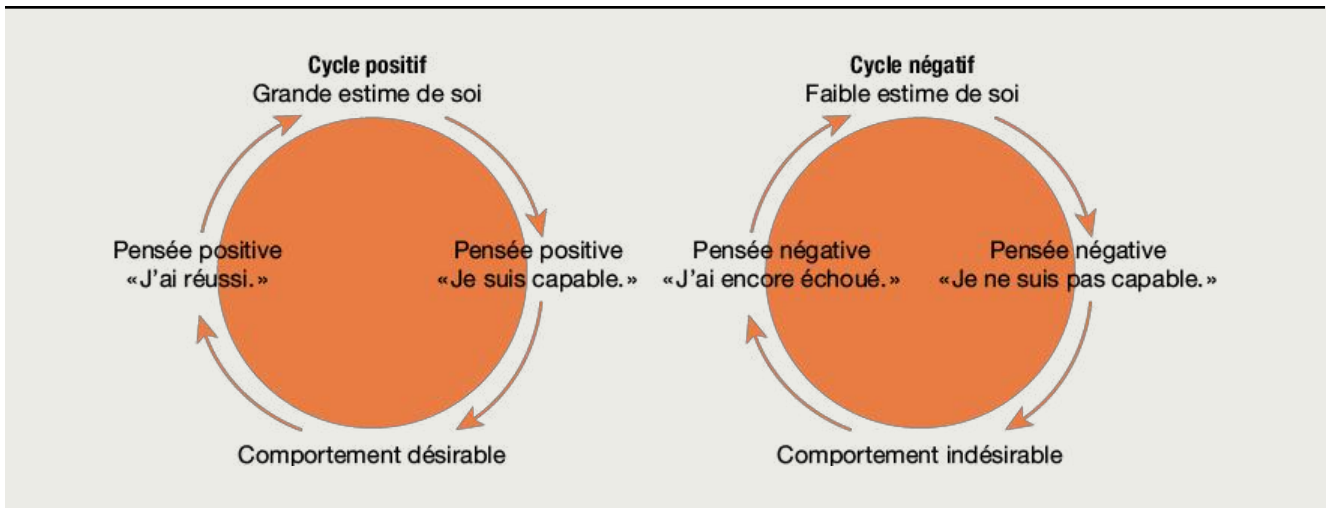 Cycle positif
Grande estime de soi
Pensée positive
«J'ai réussi.»
Pensée positive
«Je suis capable.»
Comportement désirable
Cycle négatif
Faible estime de soi
Pensée négative
«J'ai encore échoué.»
Pensée négative
«Je ne suis pas capable.»
Comportement indésirable